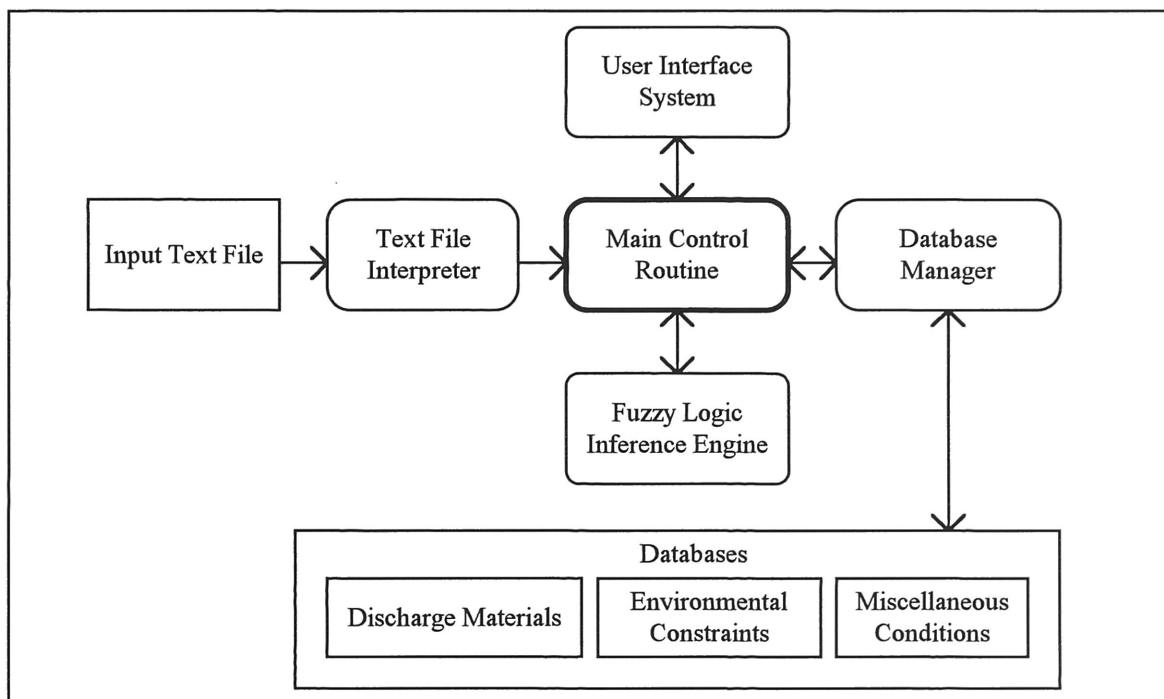 User Interface
System
Input Text File
Text File
Interpreter
Main Control
Routine
Database
Manager
Fuzzy Logic
Inference Engine
Databases
Discharge Materials
Environmental
Constraints
Miscellaneous
Conditions